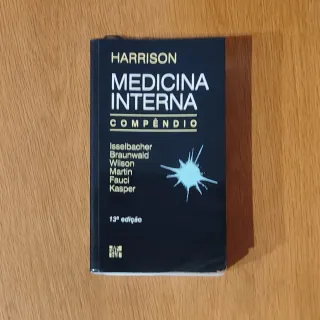 HARRISON
MEDICINA
INTERNA
COMPÊNDIO
Isselbacher
Braunwald
Wilson
Martin
Fauci
Kasper
13ª edição